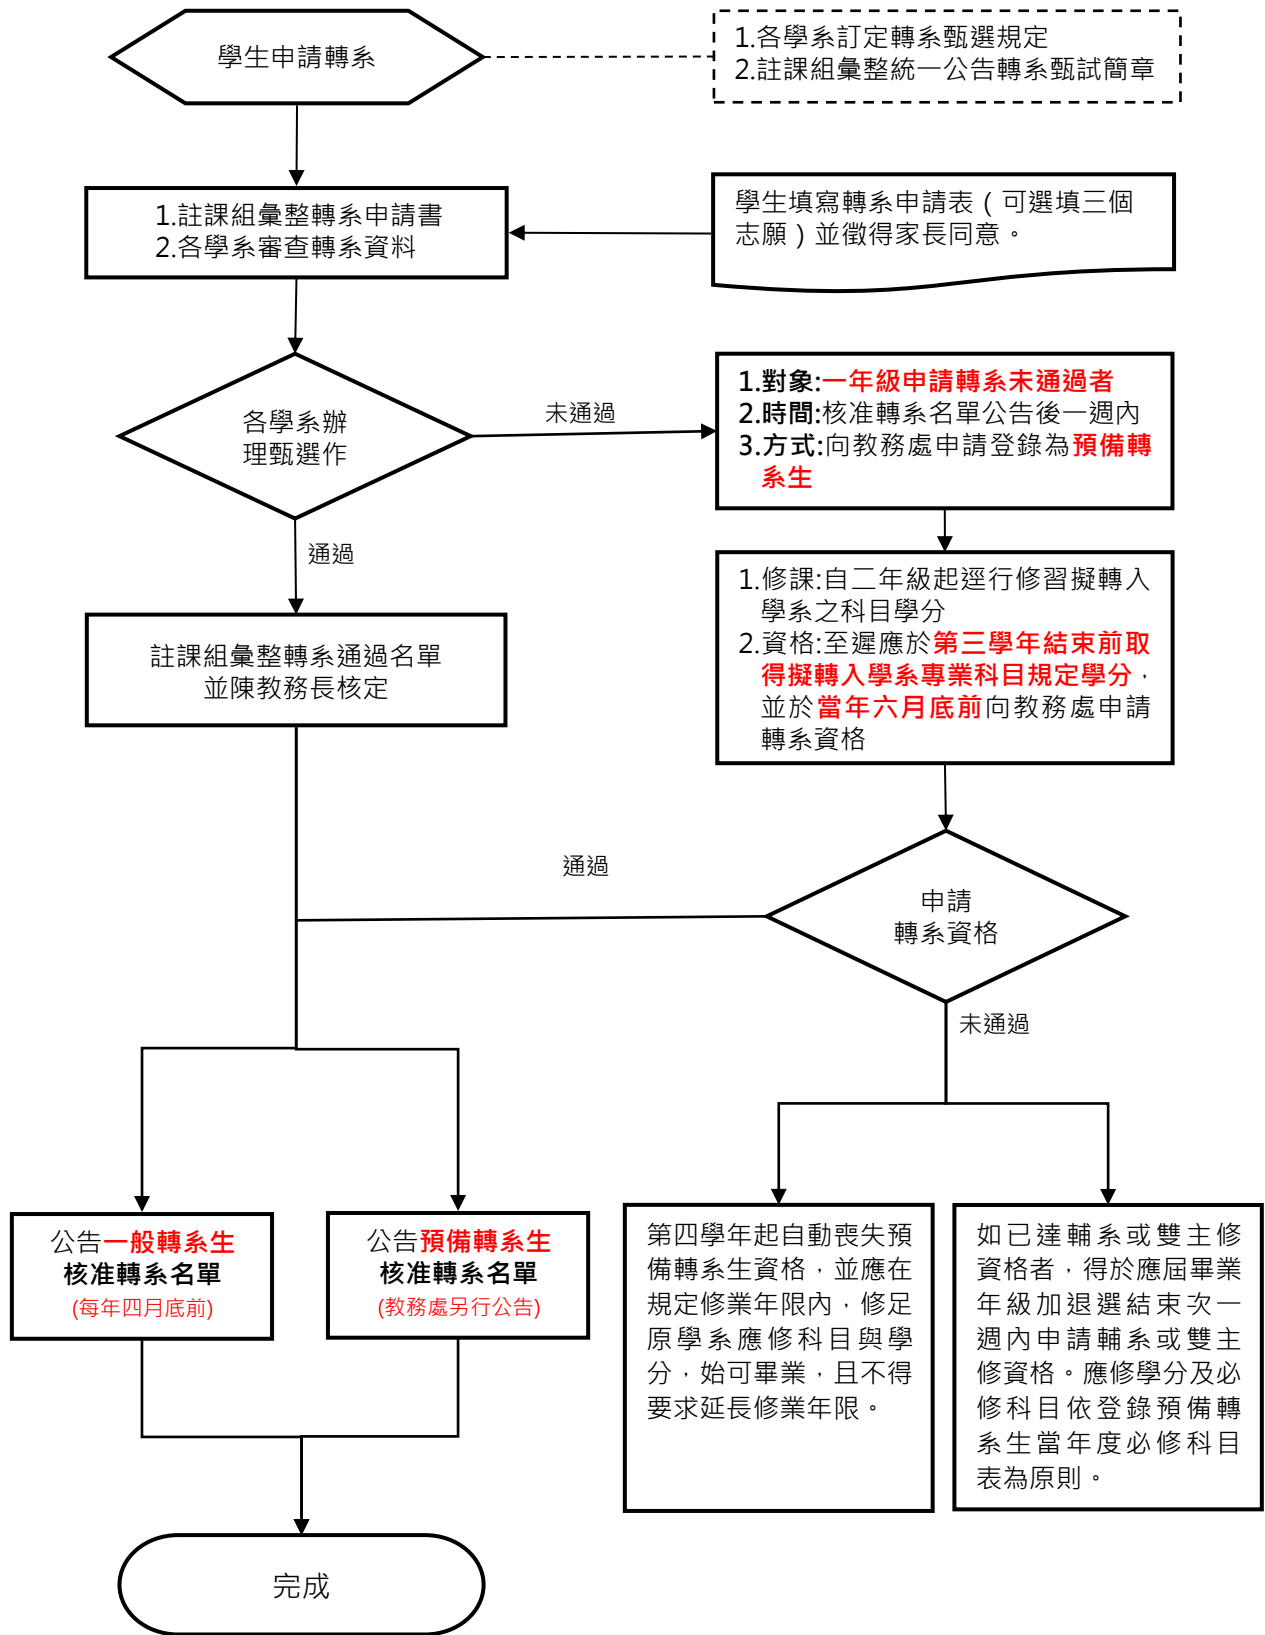 學生申請轉系
1.各學系訂定轉系甄選規定
2.註課組彙整統一公告轉系甄試簡章
1.註課組彙整轉系申請書
2.各學系審查轉系資料
學生填寫轉系申請表（可選填三個
志願）並徵得家長同意。
各學系辦
理甄選作
未通過
1.對象:一年級申請轉系未通過者
2.時間:核准轉系名單公告後一週內
3.方式:向教務處申請登錄為預備轉
系生
通過
1.修課:自二年級起逕行修習擬轉入
學系之科目學分
2.資格:至遲應於第三學年結束前取
得擬轉入學系專業科目規定學分，
並於當年六月底前向教務處申請
轉系資格
註課組彙整轉系通過名單
並陳教務長核定
通過
申請
轉系資格
未通過
公告一般轉系生
核准轉系名單
(每年四月底前)
公告預備轉系生
核准轉系名單
(教務處另行公告)
第四學年起自動喪失預
備轉系生資格，並應在
規定修業年限內，修足
原學系應修科目與學
分，始可畢業，且不得
要求延長修業年限。
如已達輔系或雙主修
資格者，得於應屆畢業
年級加退選結束次一
週內申請輔系或雙主
修資格。應修學分及必
修科目依登錄預備轉
系生當年度必修科目
表為原則。
完成